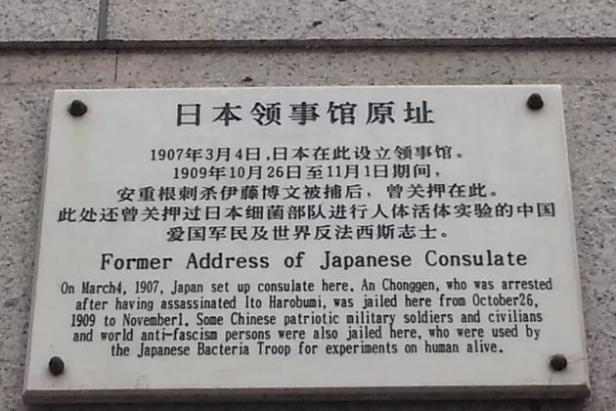 日本领事馆原址
1907年3月4日,日本在此设立领事馆。
1909年10月26日至11月1日期间，
安重根刺杀伊藤博文被捕后，曾关押在此。
此处还曾关押过日本细菌部队进行人体活体实验的中国
爱国军民及世界反法西斯志士。
Former Address of Japanese Consulate
On March4, 1907, Japan set up consulate here. An Chonggen, who was arrested
after having assassinated Ito Harobumi, was jailed here from October26,
1909 to November1. Some Chinese patriotic military soldiers and civilians
and world anti-fascism persons were also jailed here, who were used by
the Japanese Bacteria Troop for experiments on human alive.